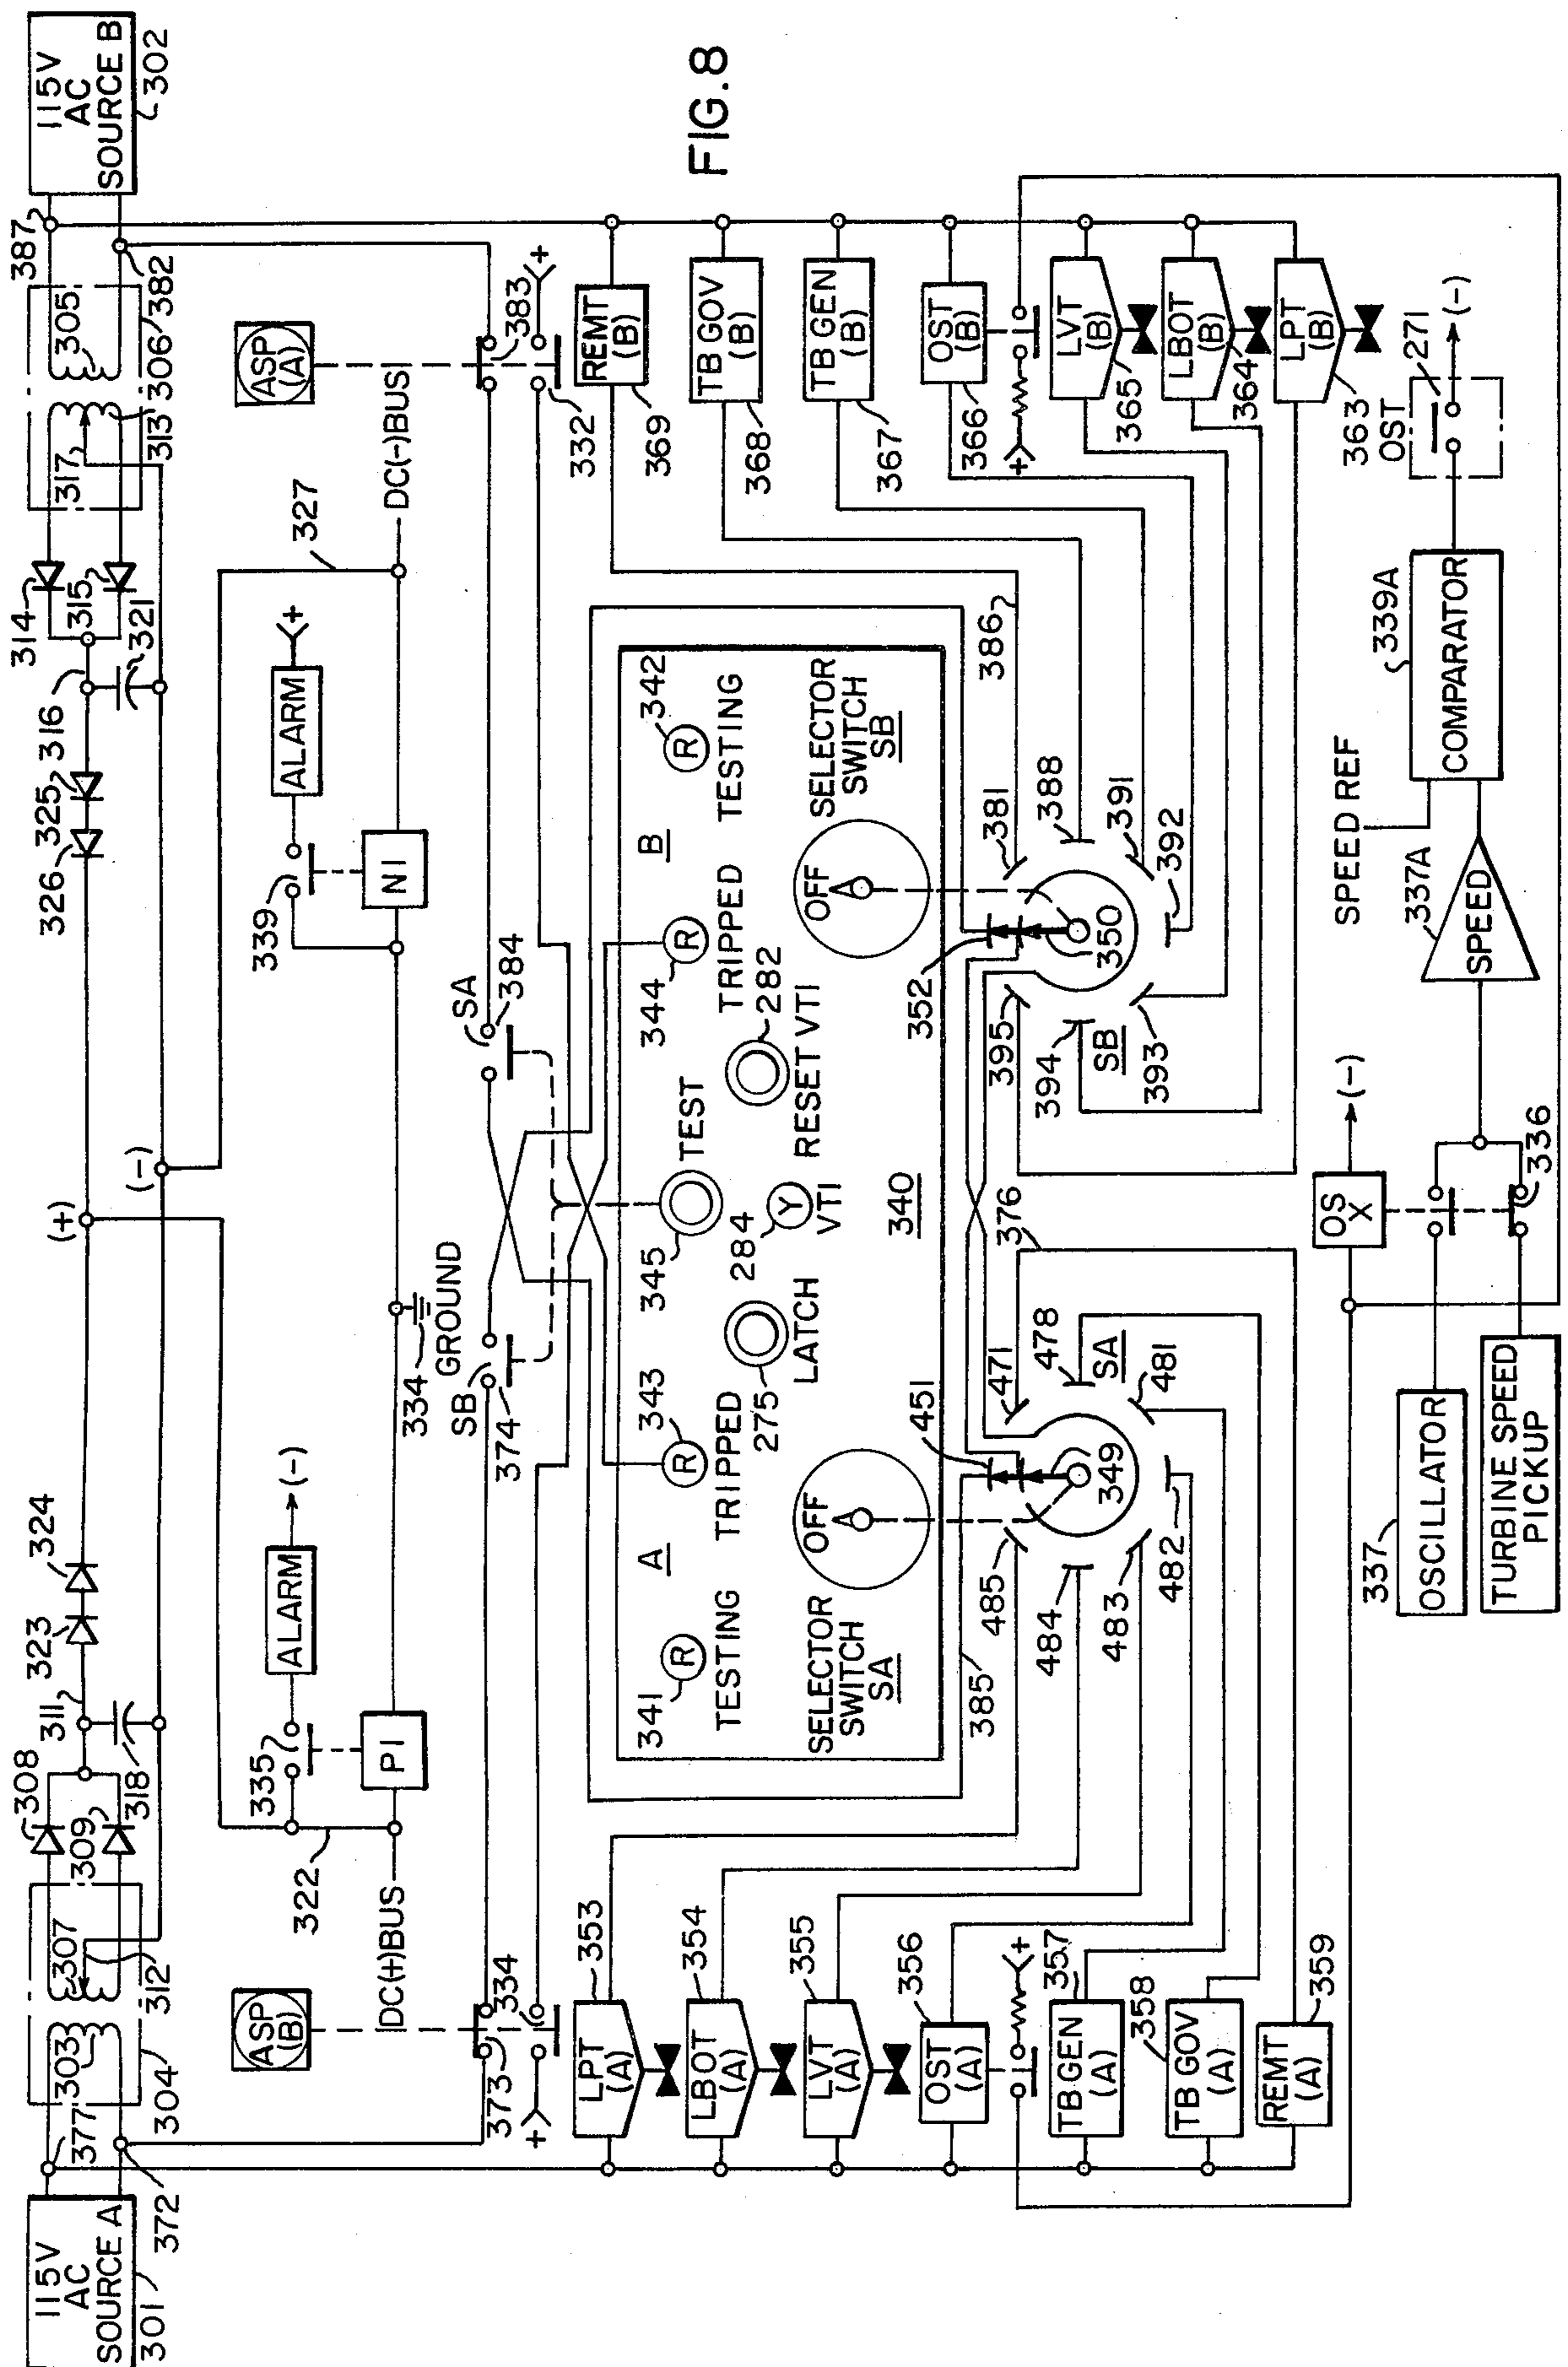 115V
AC
SOURCE A
301
372
377
303
304
307
312
308
309
318
311
323
324
(+)
(-)
326
325
316
314
315
321
317
313
305
306
382
387
115V
AC
SOURCE B
302
FIG. 8
ASP
(B)
322
335
ALARM
(-)
DC(+)BUS
PI
334
GROUND
339
ALARM
+
NI
327
DC(-)BUS
ASP
(A)
373
334
+
SB
374
SA
384
383
+
332
LPT
(A)
353
LBOT
(A)
354
LVT
(A)
355
OST
(A)
356
+
TB GEN
(A)
357
TB GOV
(A)
358
REMT
(A)
359
341
R
TESTING
A
343
R
TRIPPED
345
TEST
344
R
TRIPPED
B
342
R
TESTING
275
LATCH
284
Y
VTI
282
RESET VTI
SELECTOR
SWITCH
SA
OFF
OFF
SELECTOR
SWITCH
SB
340
385
485
484
483
482
451
349
471
478
SA
481
376
352
350
395
394
SB
393
381
388
391
392
386
REMT
(B)
369
TB GOV
(B)
368
TB GEN
(B)
367
OST
(B)
366
+
LVT
(B)
365
LBOT
(B)
364
LPT
(B)
363
337
OSCILLATOR
TURBINE SPEED
PICKUP
OS
X
(-)
336
SPEED
337A
SPEED REF
COMPARATOR
339A
OST
271
(-)